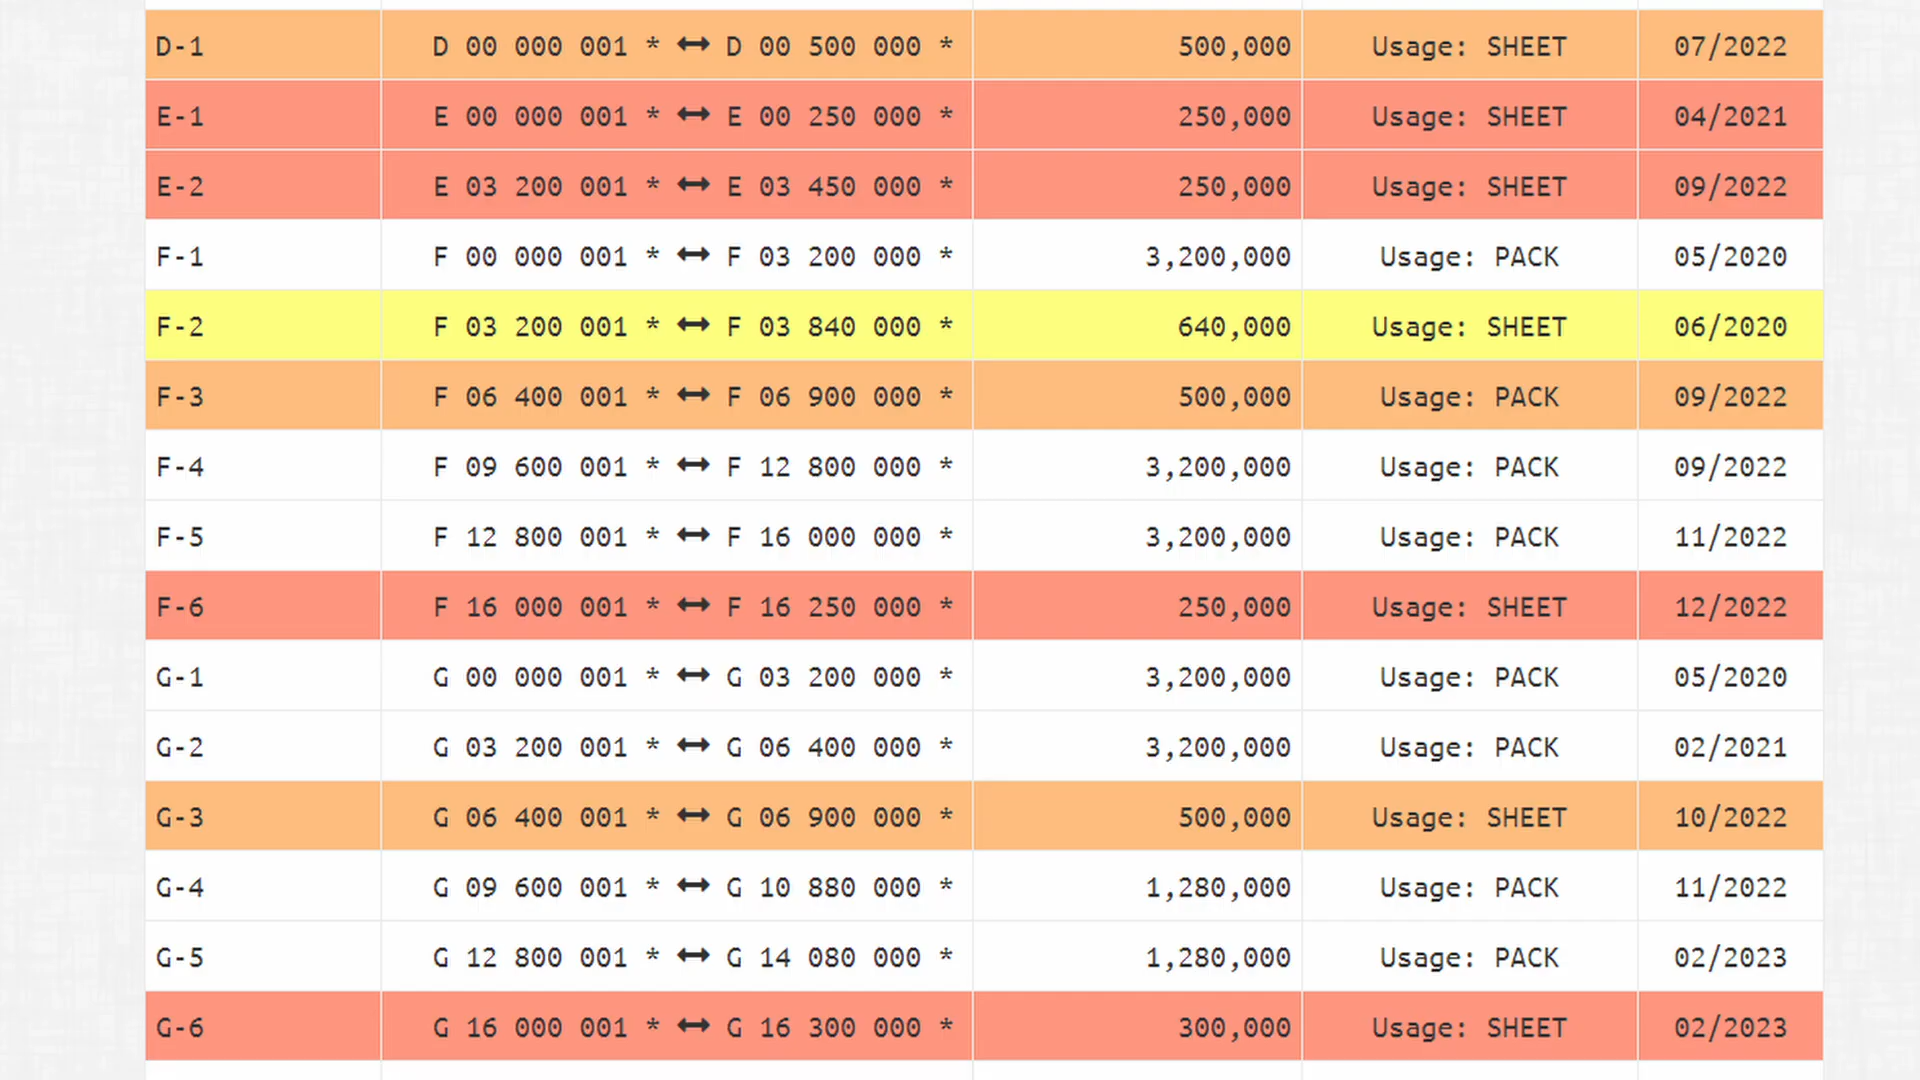 D-1 D 00 000 001 * ↔ D 00 500 000 * 500,000 Usage: SHEET 07/2022
E-1 E 00 000 001 * ↔ E 00 250 000 * 250,000 Usage: SHEET 04/2021
E-2 E 03 200 001 * ↔ E 03 450 000 * 250,000 Usage: SHEET 09/2022
F-1 F 00 000 001 * ↔ F 03 200 000 * 3,200,000 Usage: PACK 05/2020
F-2 F 03 200 001 * ↔ F 03 840 000 * 640,000 Usage: SHEET 06/2020
F-3 F 06 400 001 * ↔ F 06 900 000 * 500,000 Usage: PACK 09/2022
F-4 F 09 600 001 * ↔ F 12 800 000 * 3,200,000 Usage: PACK 09/2022
F-5 F 12 800 001 * ↔ F 16 000 000 * 3,200,000 Usage: PACK 11/2022
F-6 F 16 000 001 * ↔ F 16 250 000 * 250,000 Usage: SHEET 12/2022
G-1 G 00 000 001 * ↔ G 03 200 000 * 3,200,000 Usage: PACK 05/2020
G-2 G 03 200 001 * ↔ G 06 400 000 * 3,200,000 Usage: PACK 02/2021
G-3 G 06 400 001 * ↔ G 06 900 000 * 500,000 Usage: SHEET 10/2022
G-4 G 09 600 001 * ↔ G 10 880 000 * 1,280,000 Usage: PACK 11/2022
G-5 G 12 800 001 * ↔ G 14 080 000 * 1,280,000 Usage: PACK 02/2023
G-6 G 16 000 001 * ↔ G 16 300 000 * 300,000 Usage: SHEET 02/2023